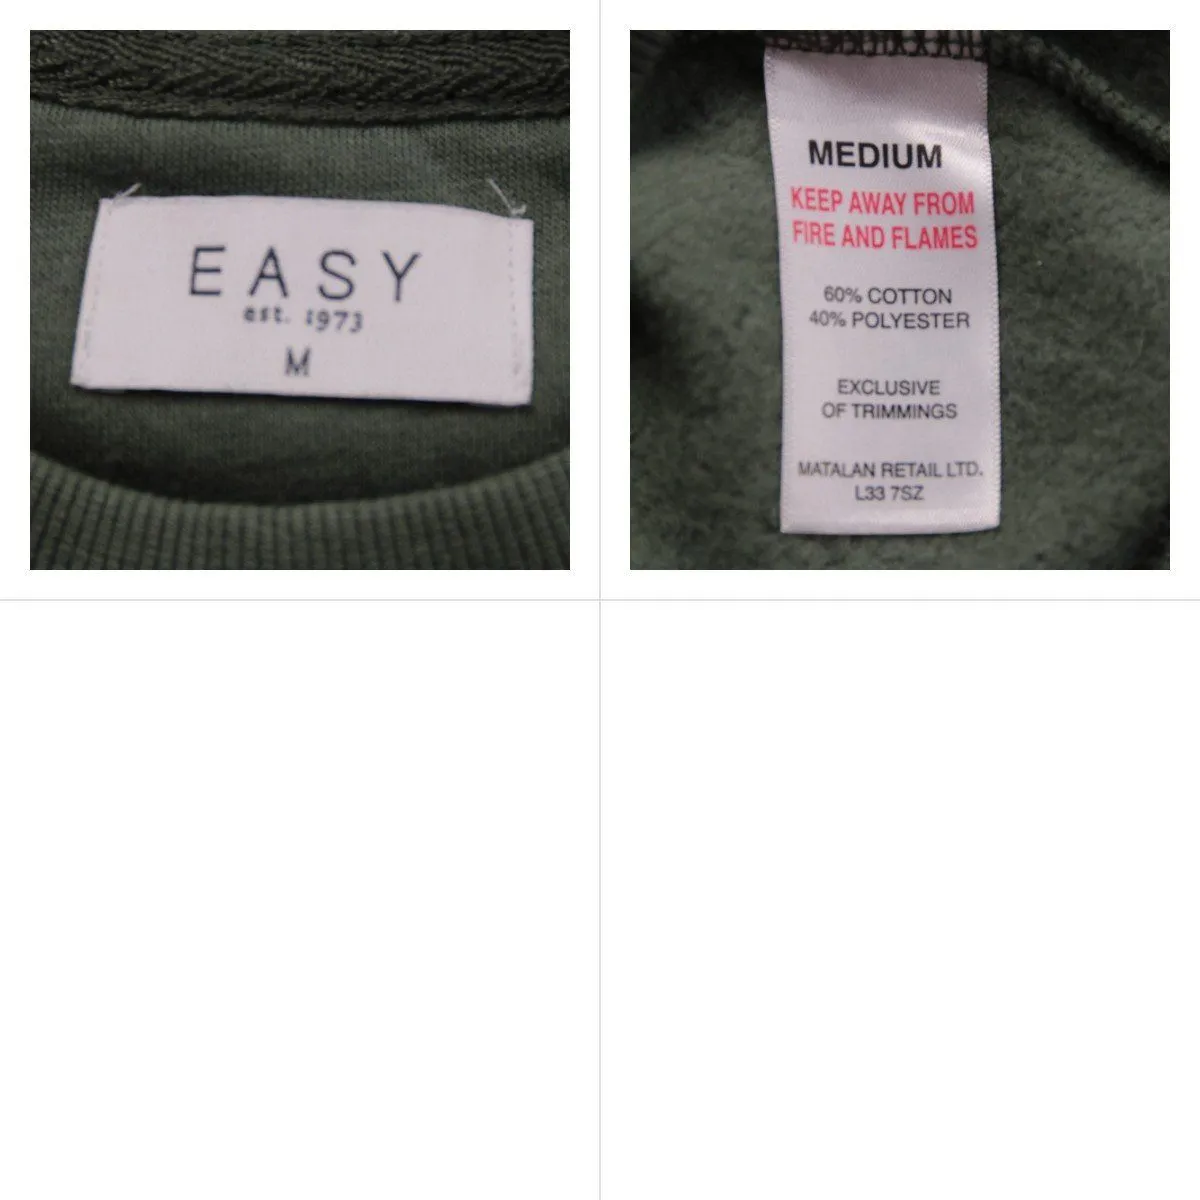 EASY
est. 1973
M
MEDIUM
KEEP AWAY FROM
FIRE AND FLAMES
60% COTTON
40% POLYESTER
EXCLUSIVE
OF TRIMMINGS
MATALAN RETAIL LTD.
L33 7SZ